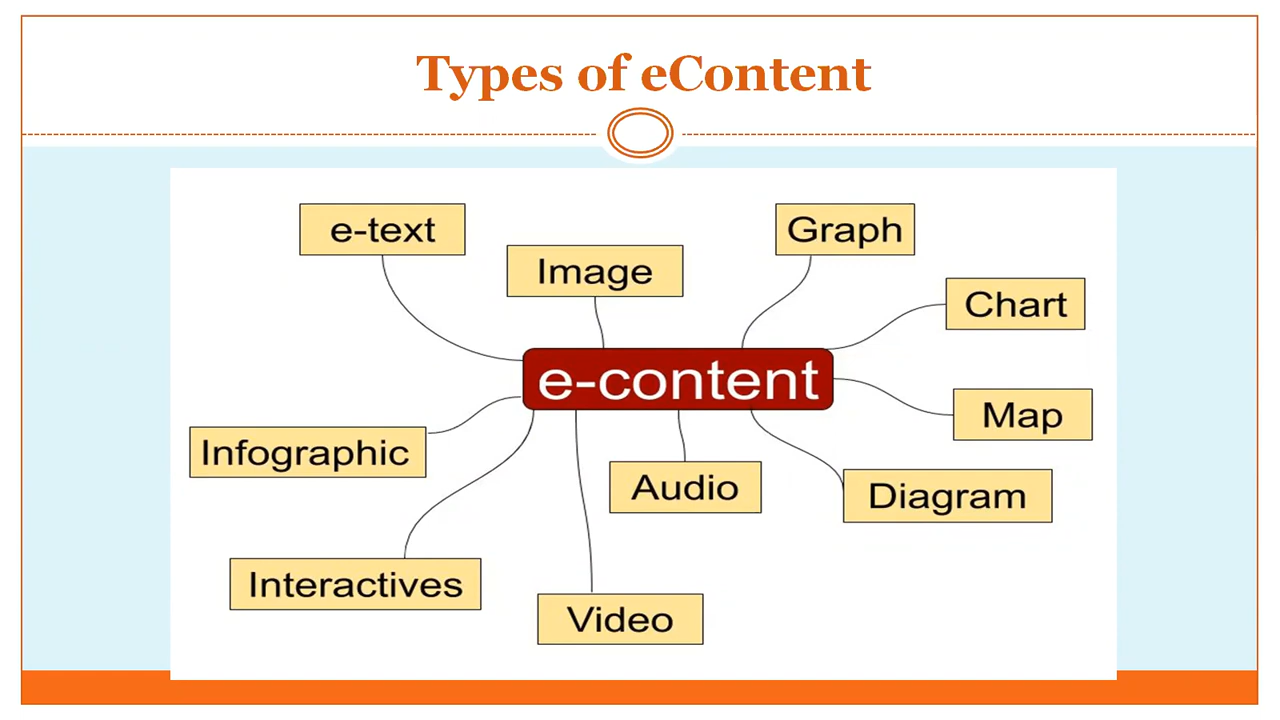 Types of eContent
e-text
Graph
Image
Chart
e-content
Map
Infographic
Audio
Diagram
Interactives
Video